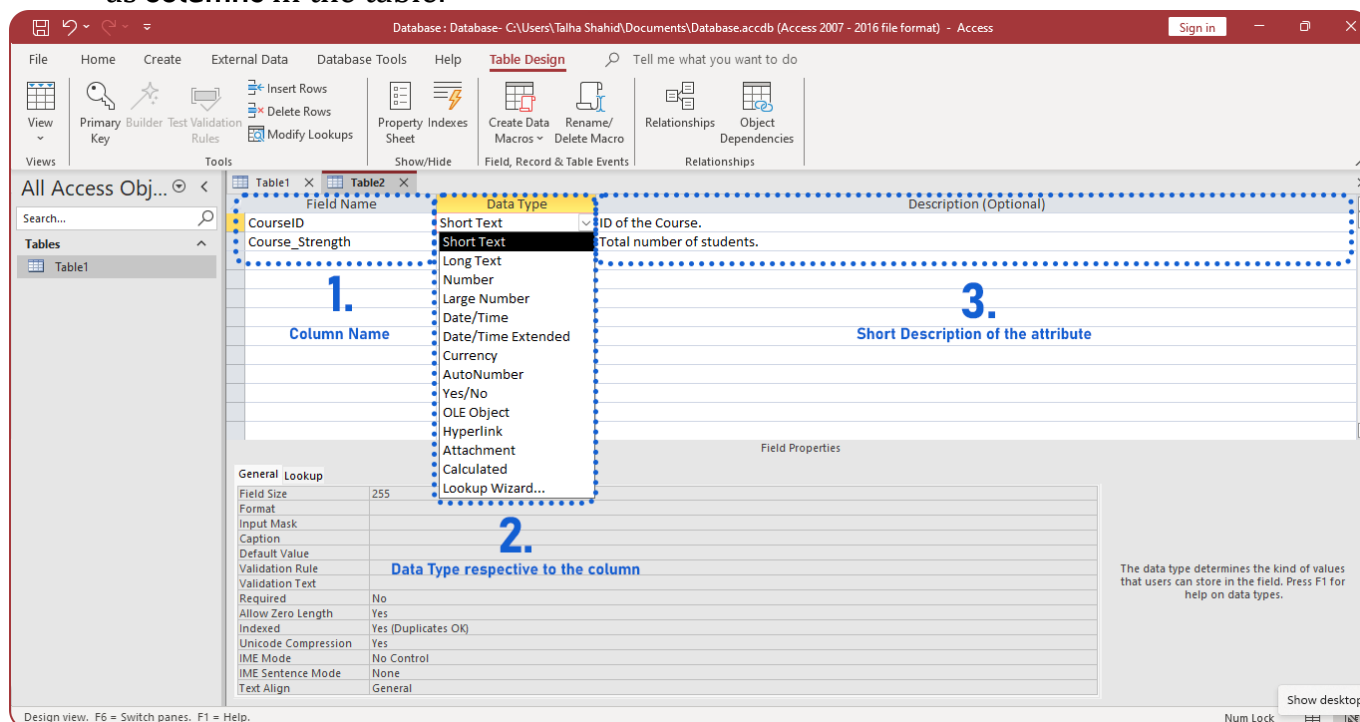 as columns in the table.
Database : Database- C:\Users\Talha Shahid\Documents\Database.accdb (Access 2007 - 2016 file format) - Access
Sign in
File Home Create External Data Database Tools Help Table Design Tell me what you want to do
View
Primary Key
Builder
Test Validation Rules
Insert Rows
Delete Rows
Modify Lookups
Property Sheet
Indexes
Create Data Macros
Rename/ Delete Macro
Relationships
Object Dependencies
Views Tools Show/Hide Field, Record & Table Events Relationships
All Access Obj...
Search...
Tables
Table1
Table1 Table2
Field Name Data Type Description (Optional)
CourseID Short Text ID of the Course.
Course_Strength Short Text Total number of students.
Long Text
Number
Large Number
Date/Time
Date/Time Extended
Currency
AutoNumber
Yes/No
OLE Object
Hyperlink
Attachment
Calculated
Lookup Wizard...
1.
Column Name
3.
Short Description of the attribute
Field Properties
General Lookup
Field Size 255
Format
Input Mask
Caption
Default Value
Validation Rule
Validation Text
Required No
Allow Zero Length Yes
Indexed Yes (Duplicates OK)
Unicode Compression Yes
IME Mode No Control
IME Sentence Mode None
Text Align General
2.
Data Type respective to the column
The data type determines the kind of values
that users can store in the field. Press F1 for
help on data types.
Show desktop
Design view. F6 = Switch panes. F1 = Help.
Num Lock